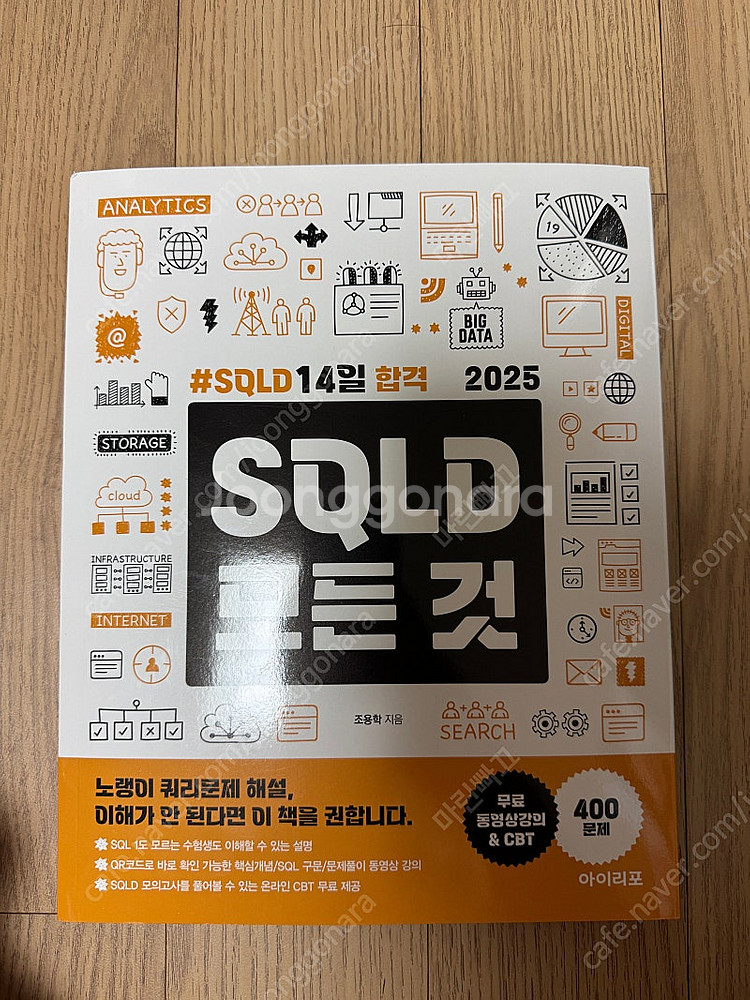 ANALYTICS
19
BIG
DATA
DIGITAL
@
#SQLD 14일 합격 2025
STORAGE
SQLD
모든 것
cloud
INFRASTRUCTURE
INTERNET
조용학 지음
SEARCH
노랭이 쿼리문제 해설,
이해가 안 된다면 이 책을 권합니다.
SQL 1도 모르는 수험생도 이해할 수 있는 설명
QR코드로 바로 확인 가능한 핵심개념/SQL 구문/문제풀이 동영상 강의
SQLD 모의고사를 풀어볼 수 있는 온라인 CBT 무료 제공
무료
동영상강의
& CBT
400
문제
아이리포
Joonggonara
cafe.naver.com/joonggonara